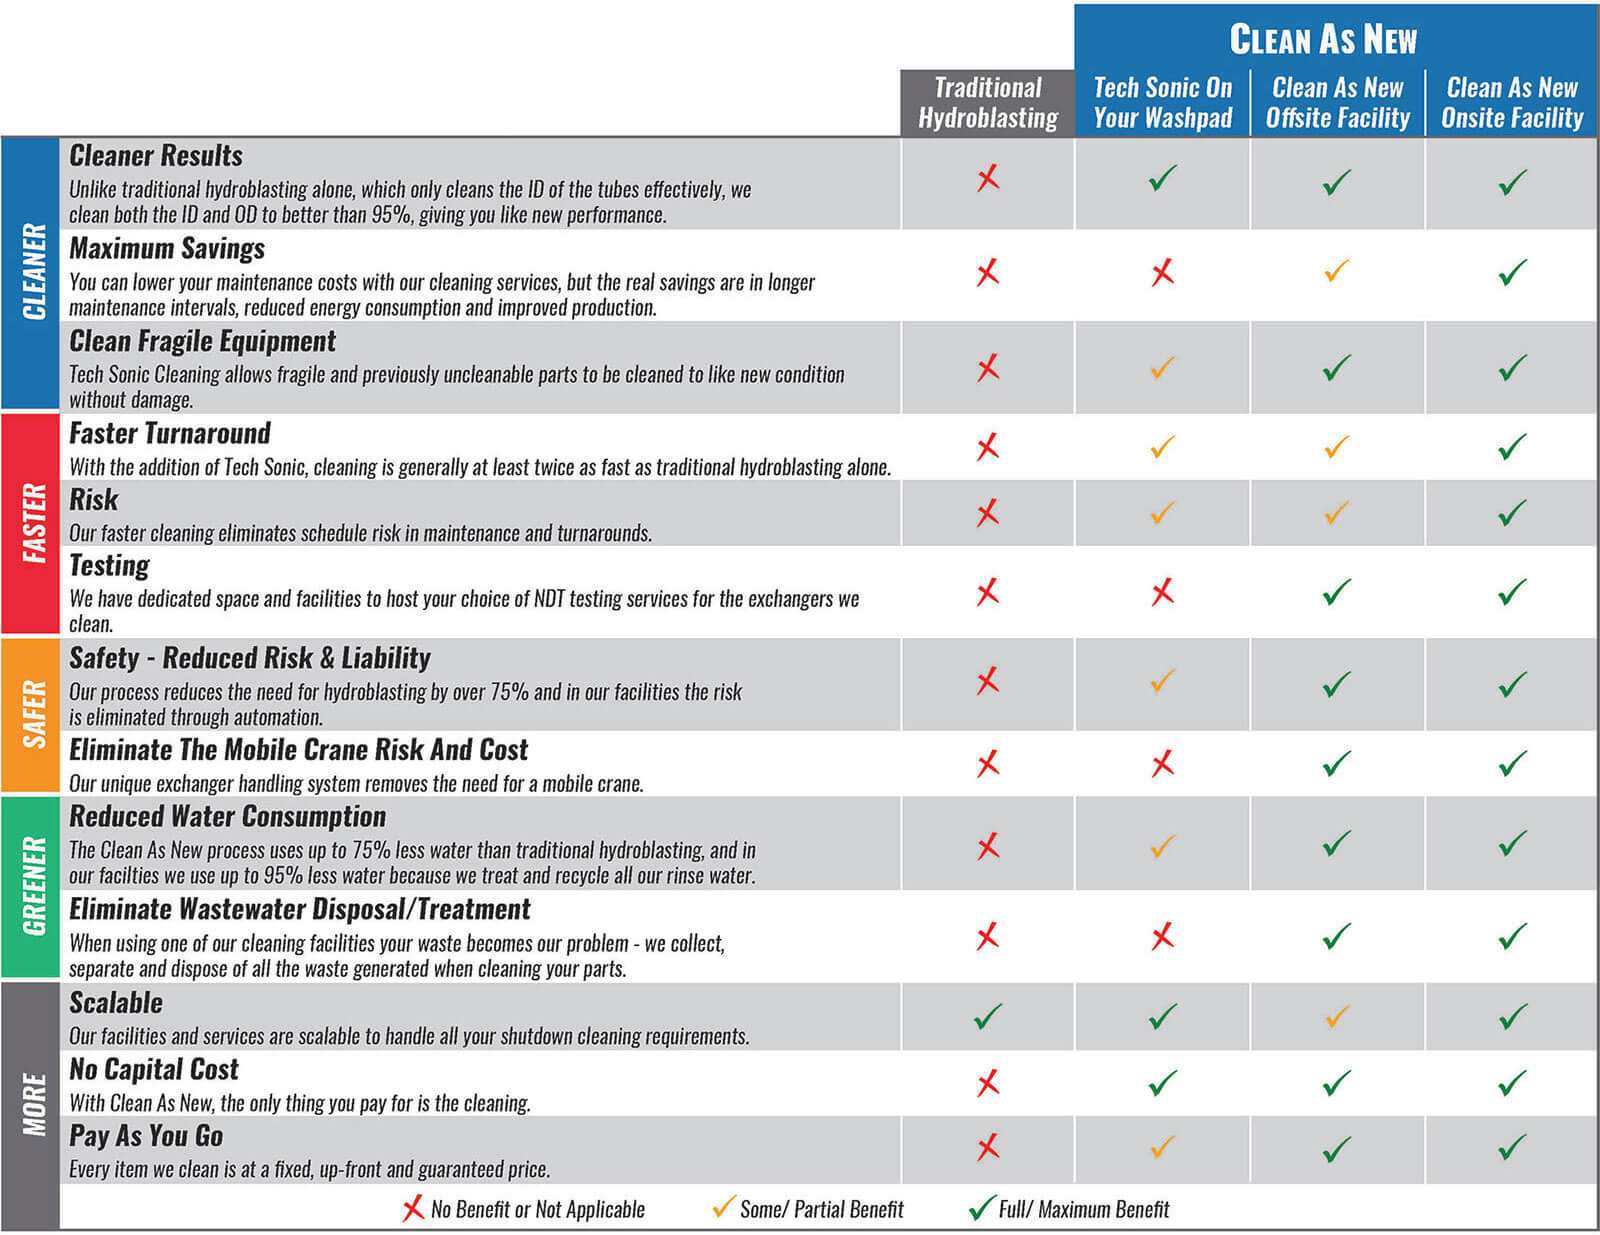 CLEAN AS NEW
Traditional
Hydroblasting
Tech Sonic On
Your Washpad
Clean As New
Offsite Facility
Clean As New
Onsite Facility
CLEANER
Cleaner Results
Unlike traditional hydroblasting alone, which only cleans the ID of the tubes effectively, we
clean both the ID and OD to better than 95%, giving you like new performance.
Maximum Savings
You can lower your maintenance costs with our cleaning services, but the real savings are in longer
maintenance intervals, reduced energy consumption and improved production.
Clean Fragile Equipment
Tech Sonic Cleaning allows fragile and previously uncleanable parts to be cleaned to like new condition
without damage.
FASTER
Faster Turnaround
With the addition of Tech Sonic, cleaning is generally at least twice as fast as traditional hydroblasting alone.
Risk
Our faster cleaning eliminates schedule risk in maintenance and turnarounds.
Testing
We have dedicated space and facilities to host your choice of NDT testing services for the exchangers we
clean.
SAFER
Safety - Reduced Risk & Liability
Our process reduces the need for hydroblasting by over 75% and in our facilities the risk
is eliminated through automation.
Eliminate The Mobile Crane Risk And Cost
Our unique exchanger handling system removes the need for a mobile crane.
GREENER
Reduced Water Consumption
The Clean As New process uses up to 75% less water than traditional hydroblasting, and in
our facilties we use up to 95% less water because we treat and recycle all our rinse water.
Eliminate Wastewater Disposal/Treatment
When using one of our cleaning facilities your waste becomes our problem - we collect,
separate and dispose of all the waste generated when cleaning your parts.
MORE
Scalable
Our facilities and services are scalable to handle all your shutdown cleaning requirements.
No Capital Cost
With Clean As New, the only thing you pay for is the cleaning.
Pay As You Go
Every item we clean is at a fixed, up-front and guaranteed price.
No Benefit or Not Applicable
Some/ Partial Benefit
Full/ Maximum Benefit